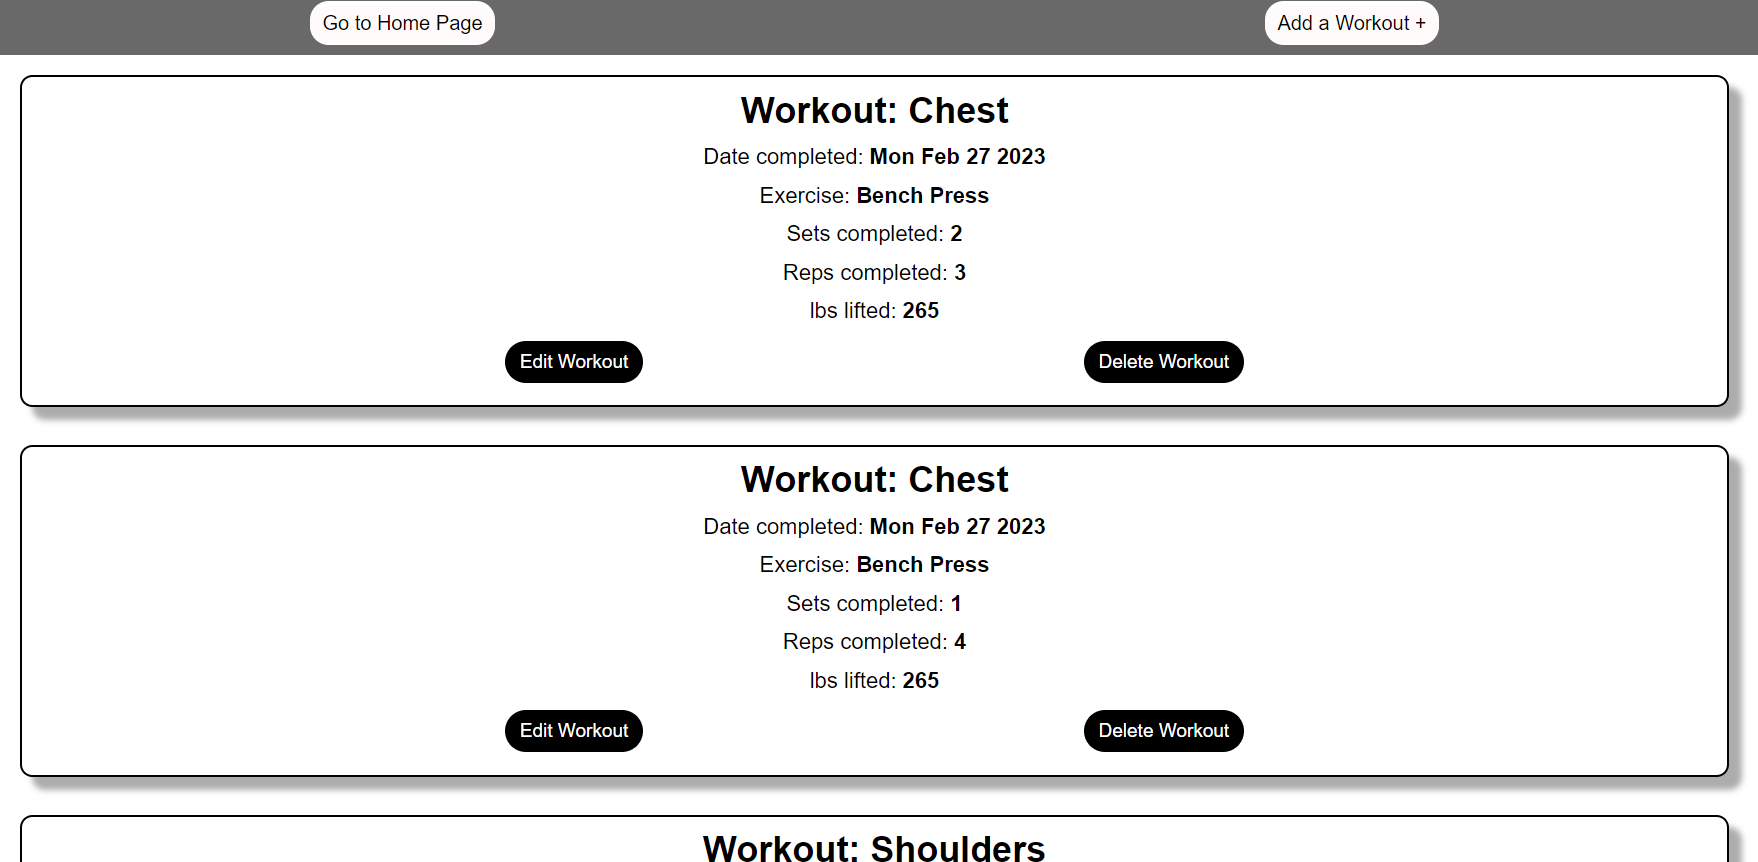 Go to Home Page Add a Workout +
Workout: Chest
Date completed: Mon Feb 27 2023
Exercise: Bench Press
Sets completed: 2
Reps completed: 3
lbs lifted: 265
Edit Workout Delete Workout
Workout: Chest
Date completed: Mon Feb 27 2023
Exercise: Bench Press
Sets completed: 1
Reps completed: 4
lbs lifted: 265
Edit Workout Delete Workout
Workout: Shoulders